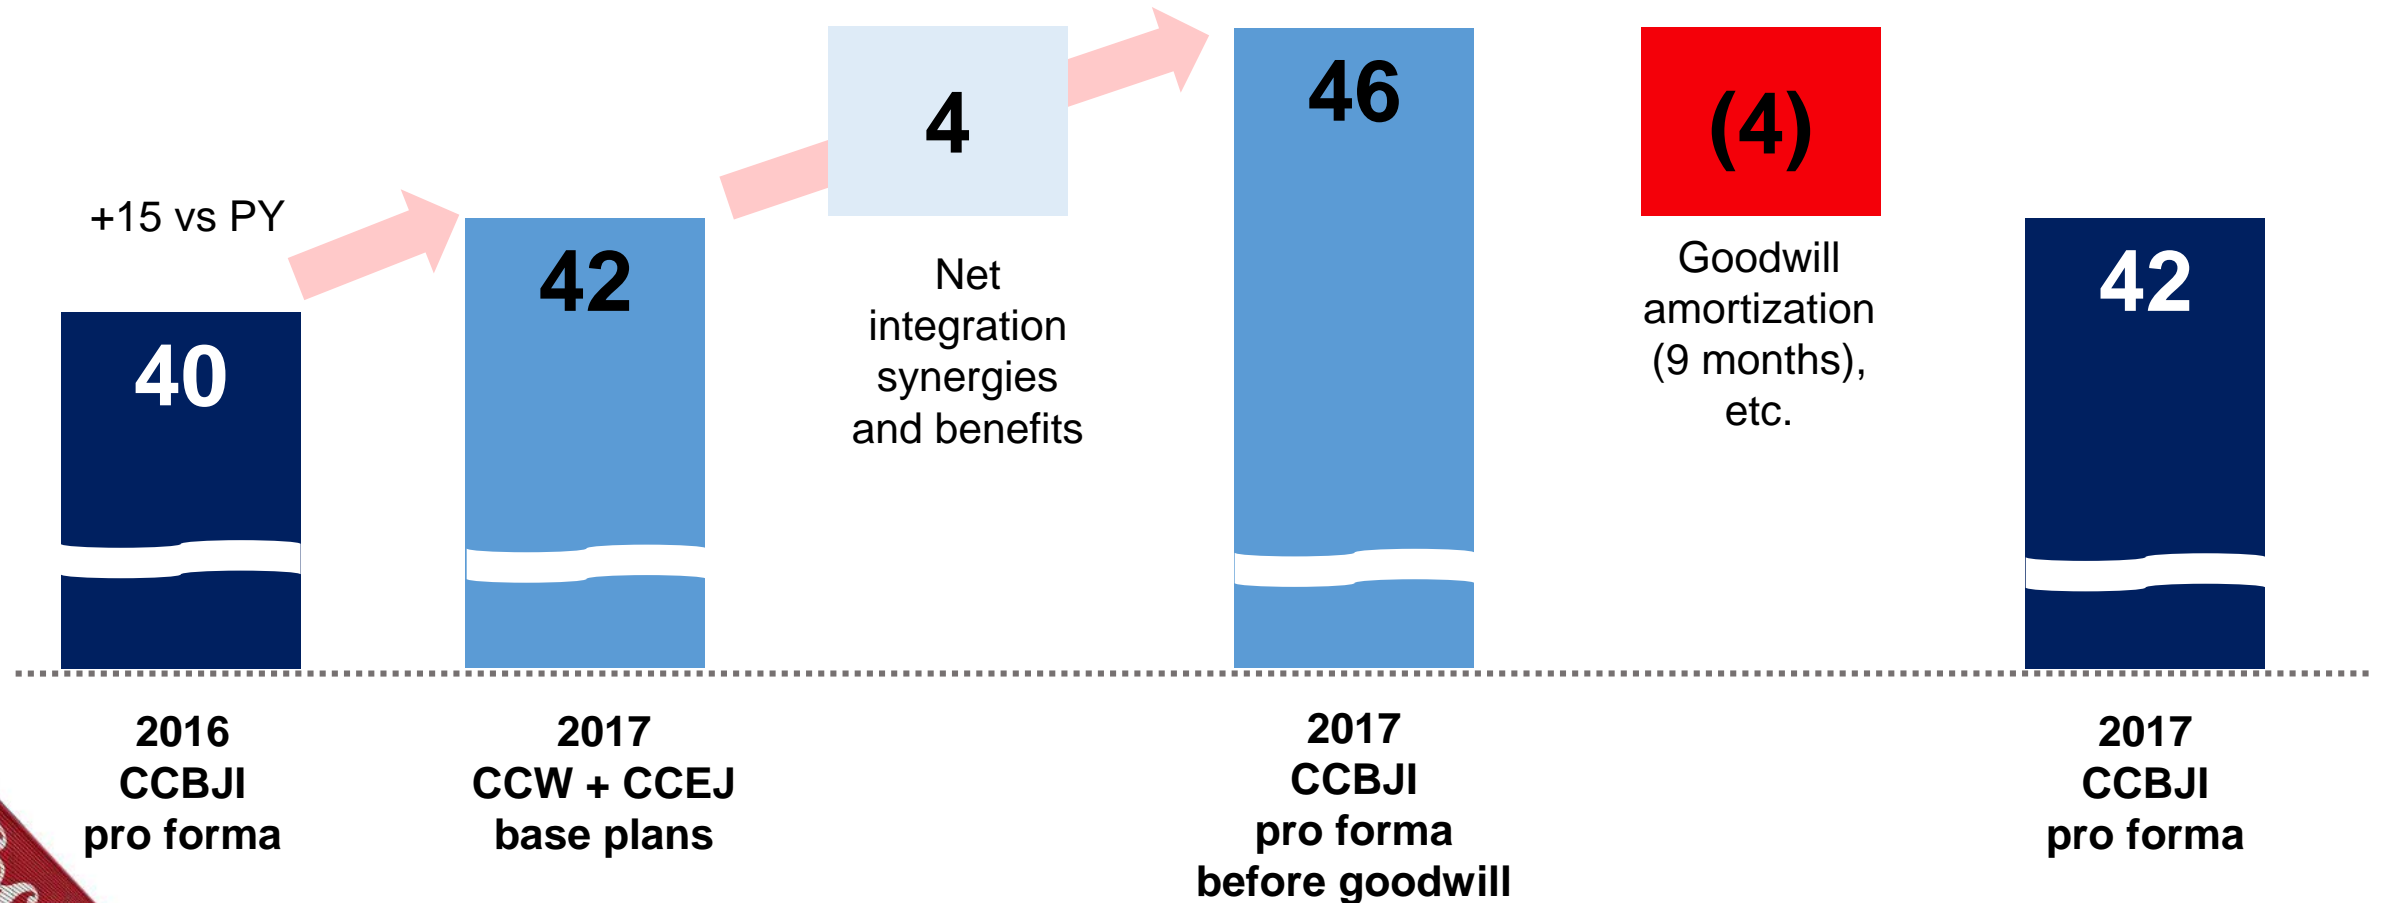 +15 vs PY
40
42
4
46
(4)
42
Net
integration
synergies
and benefits
Goodwill
amortization
(9 months),
etc.
2016
CCBJI
pro forma
2017
CCW + CCEJ
base plans
2017
CCBJI
pro forma
before goodwill
2017
CCBJI
pro forma